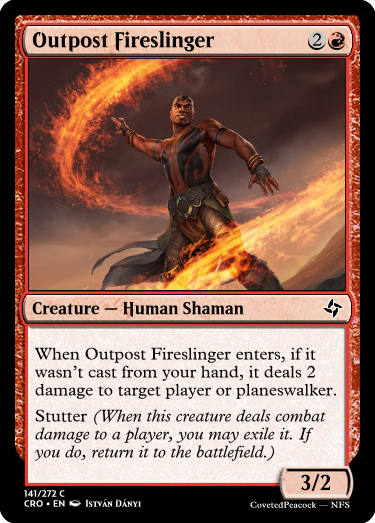 Outpost Fireslinger 2
Creature — Human Shaman
When Outpost Fireslinger enters, if it
wasn't cast from your hand, it deals 2
damage to target player or planeswalker.
Stutter (When this creature deals combat
damage to a player, you may exile it. If
you do, return it to the battlefield.)
3/2
141/272 C
CRO • EN István Dányi
CovetedPeacock — NFS